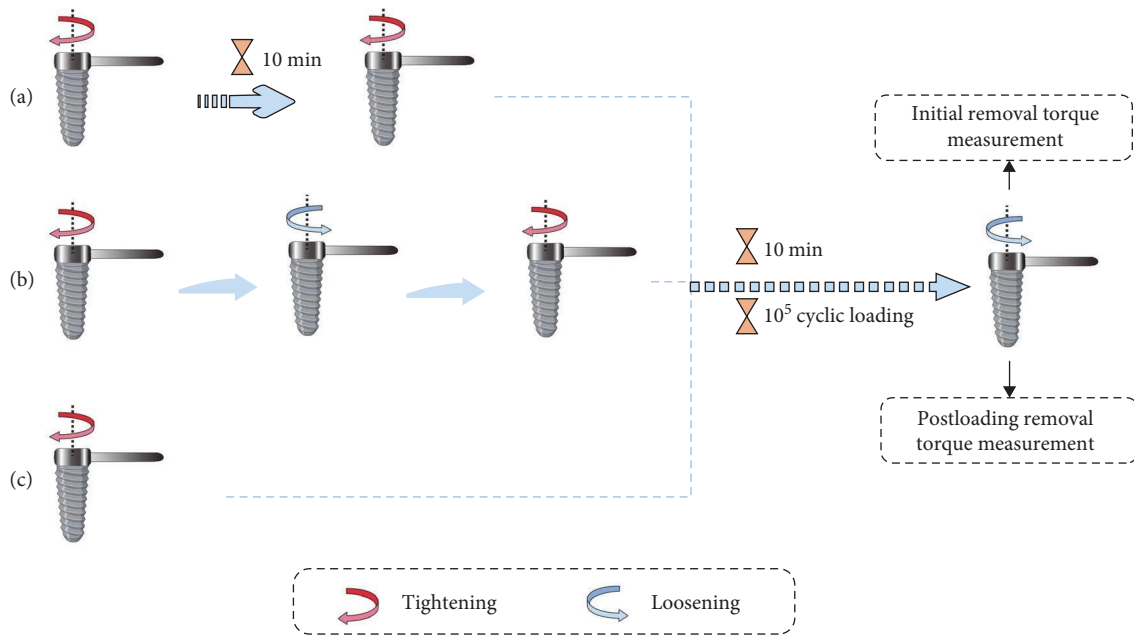 10 min
(a)
Initial removal torque
measurement
(b)
10 min
10⁵ cyclic loading
Postloading removal
torque measurement
(c)
Tightening
Loosening